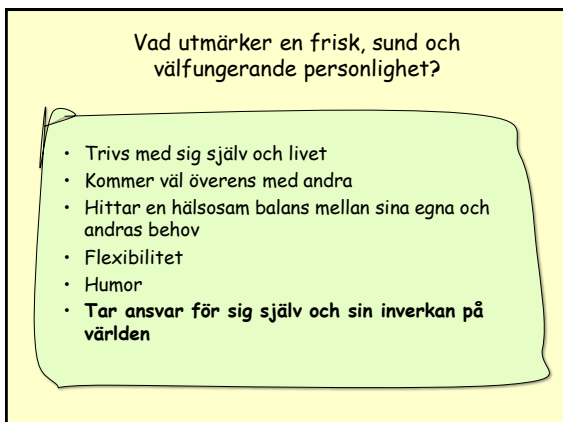 Vad utmärker en frisk, sund och
välfungerande personlighet?
• Trivs med sig själv och livet
• Kommer väl överens med andra
• Hittar en hälsosam balans mellan sina egna och
andras behov
• Flexibilitet
• Humor
• Tar ansvar för sig själv och sin inverkan på
världen